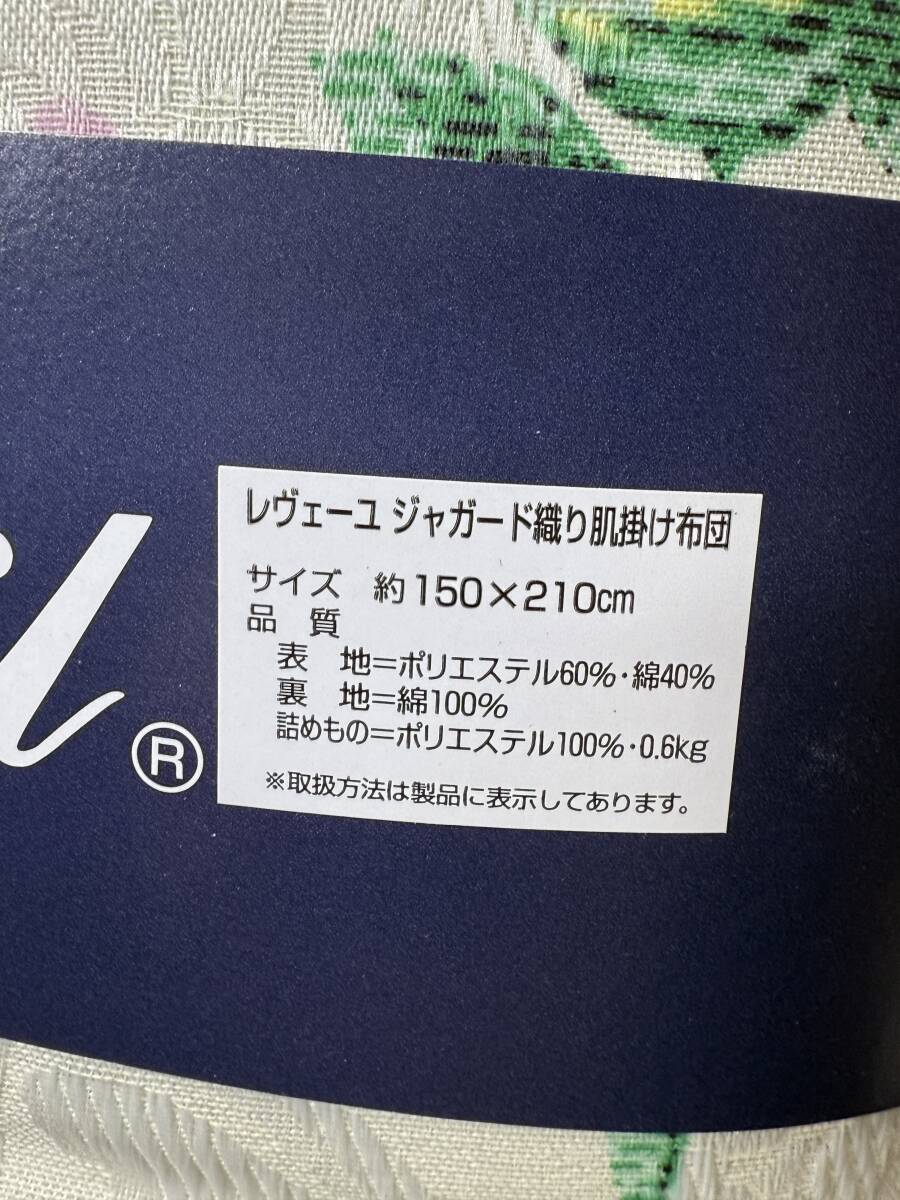 レヴェーユ ジャガード織り肌掛け布団
サイズ 約150×210cm
品 質
表 地=ポリエステル60%・綿40%
裏 地=綿100%
詰めもの=ポリエステル100%・0.6kg
※取扱方法は製品に表示してあります。
®